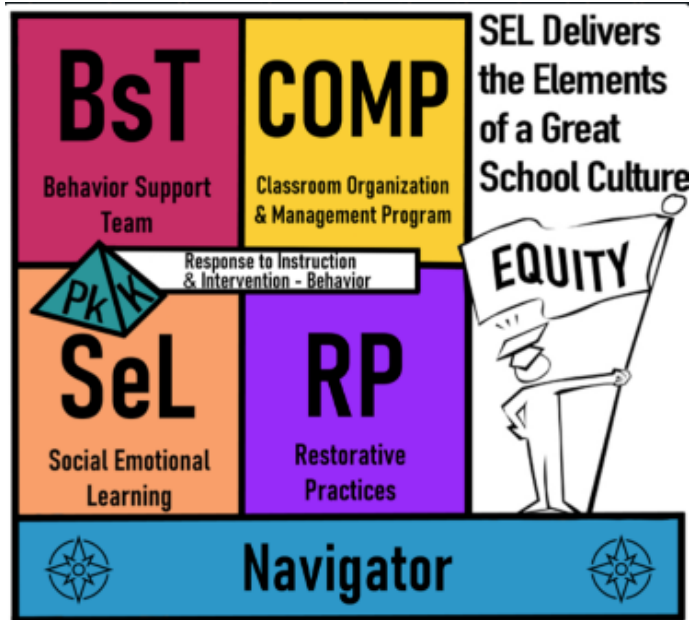 BsT
Behavior Support
Team
COMP
Classroom Organization
& Management Program
SEL Delivers
the Elements
of a Great
School Culture
Response to Instruction
& Intervention - Behavior
Pk K
EQUITY
SeL
Social Emotional
Learning
RP
Restorative
Practices
Navigator